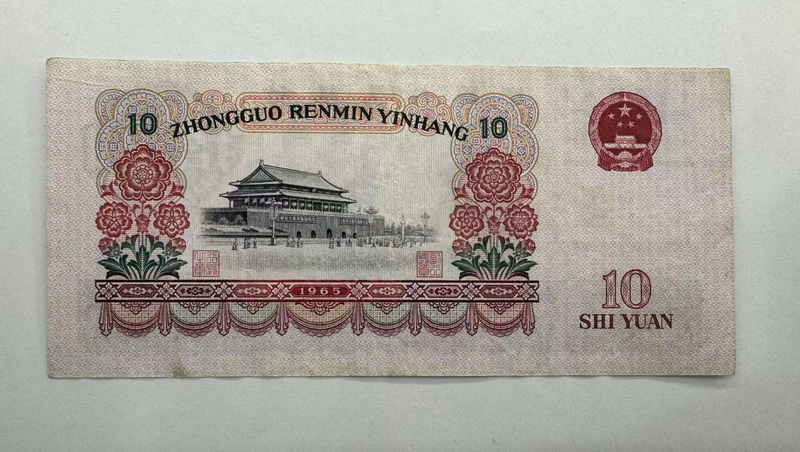 10 ZHONGGUO RENMIN YINHANG 10
1965
10
SHI YUAN